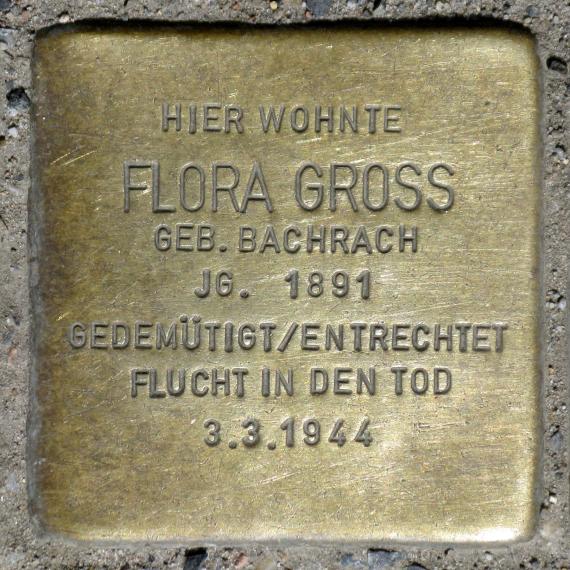 HIER WOHNTE
FLORA GROSS
GEB. BACHRACH
JG. 1891
GEDEMÜTIGT/ENTRECHTET
FLUCHT IN DEN TOD
3.3.1944